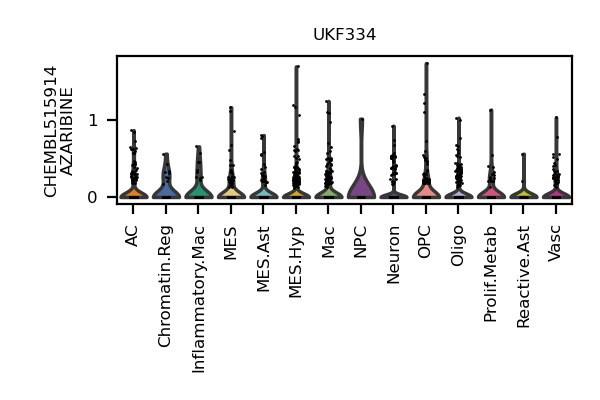 UKF334
CHEMBL515914
AZARIBINE
1
0
AC
Chromatin.Reg
Inflammatory.Mac
MES
MES.Ast
MES.Hyp
Mac
NPC
Neuron
OPC
Oligo
Prolif.Metab
Reactive.Ast
Vasc